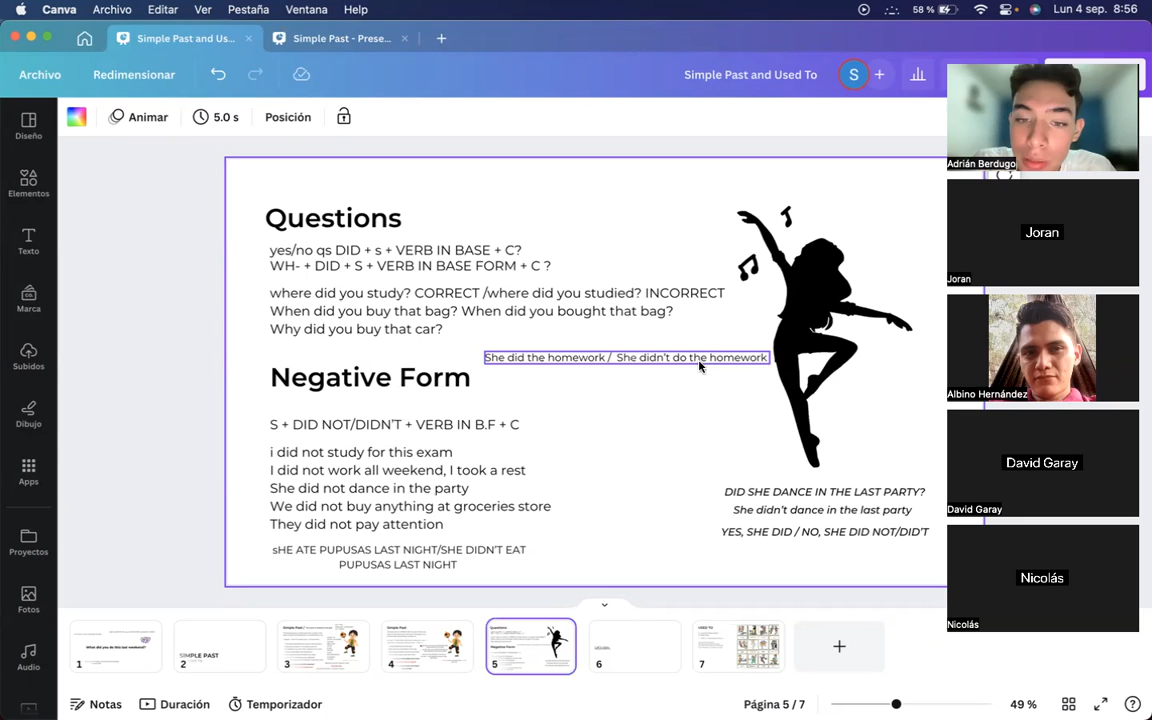 Canva Archivo Editar Ver Pestaña Ventana Help 58 % Lun 4 sep. 8:56
Simple Past and Us... × Simple Past - Prese... × +
Archivo Redimensionar Simple Past and Used To S +
Animar 5.0 s Posición
Diseño
Elementos
Texto
Marca
Subidos
Dibujo
Apps
Proyectos
Fotos
Audio
Questions
yes/no qs DID + s + VERB IN BASE + C?
WH- + DID + S + VERB IN BASE FORM + C ?
where did you study? CORRECT /where did you studied? INCORRECT
When did you buy that bag? When did you bought that bag?
Why did you buy that car?
She did the homework / She didn't do the homework
Negative Form
S + DID NOT/DIDN'T + VERB IN B.F + C
i did not study for this exam
I did not work all weekend, I took a rest
She did not dance in the party
We did not buy anything at groceries store
They did not pay attention
sHE ATE PUPUSAS LAST NIGHT/SHE DIDN'T EAT
PUPUSAS LAST NIGHT
DID SHE DANCE IN THE LAST PARTY?
She didn't dance in the last party
YES, SHE DID / NO, SHE DID NOT/DID'T
Adrián Berdugo
Joran
Joran
Albino Hernández
David Garay
David Garay
Nicolás
Nicolás
What did you do this last weekend?
SIMPLE PAST
Simple Past
Simple Past
Questions
Negative Form
USED TO
1 2 3 4 5 6 7 +
Notas Duración Temporizador Página 5 / 7 49 %